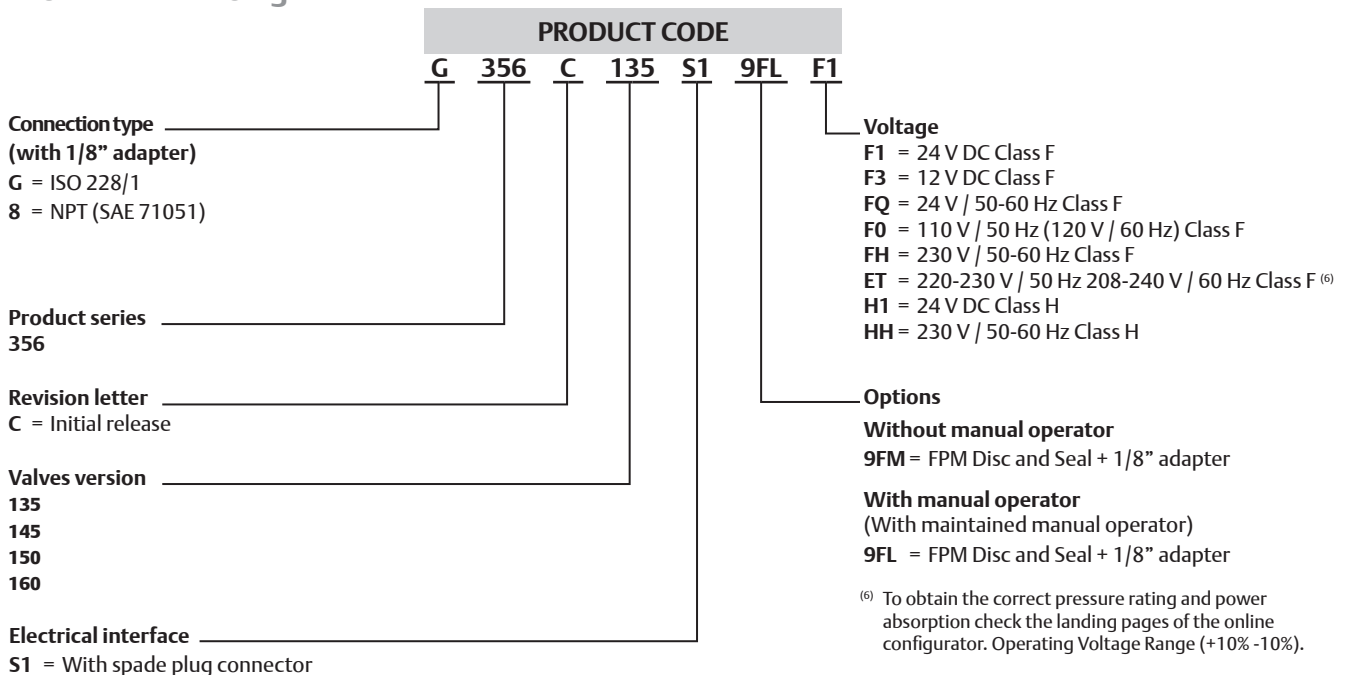 PRODUCT CODE
G 356 C 135 S1 9FL F1
Connection type
(with 1/8” adapter)
G = ISO 228/1
8 = NPT (SAE 71051)
Product series
356
Revision letter
C = Initial release
Valves version
135
145
150
160
Electrical interface
S1 = With spade plug connector
Voltage
F1 = 24 V DC Class F
F3 = 12 V DC Class F
FQ = 24 V / 50-60 Hz Class F
F0 = 110 V / 50 Hz (120 V / 60 Hz) Class F
FH = 230 V / 50-60 Hz Class F
ET = 220-230 V / 50 Hz 208-240 V / 60 Hz Class F (6)
H1 = 24 V DC Class H
HH = 230 V / 50-60 Hz Class H
Options
Without manual operator
9FM = FPM Disc and Seal + 1/8” adapter
With manual operator
(With maintained manual operator)
9FL = FPM Disc and Seal + 1/8” adapter
(6) To obtain the correct pressure rating and power
absorption check the landing pages of the online
configurator. Operating Voltage Range (+10% -10%).